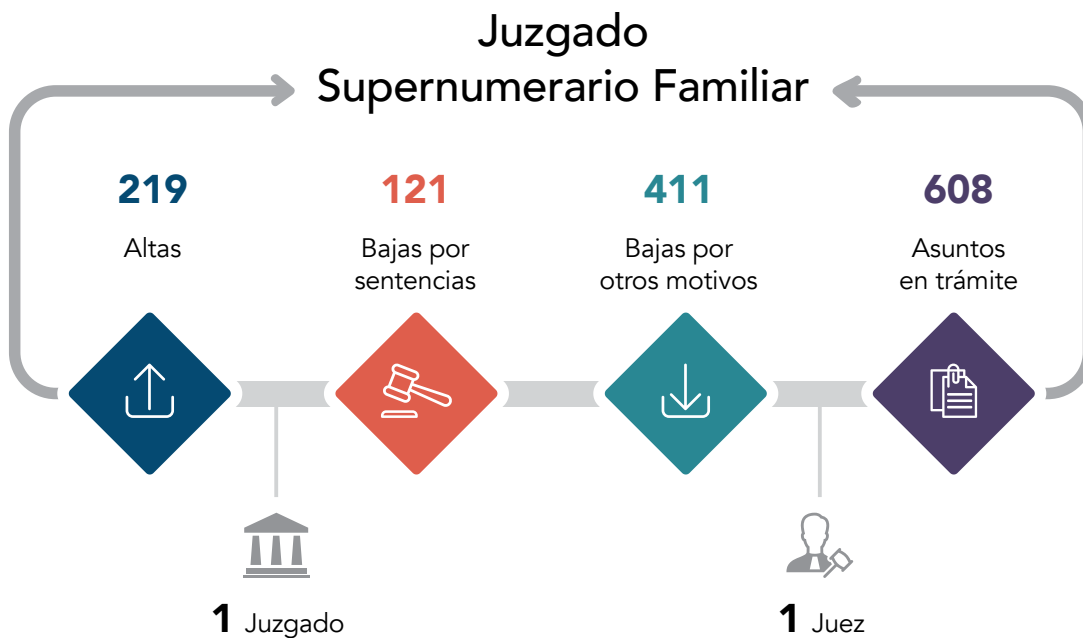 Juzgado
Supernumerario Familiar
219
Altas
121
Bajas por
sentencias
411
Bajas por
otros motivos
608
Asuntos
en trámite
1 Juzgado
1 Juez